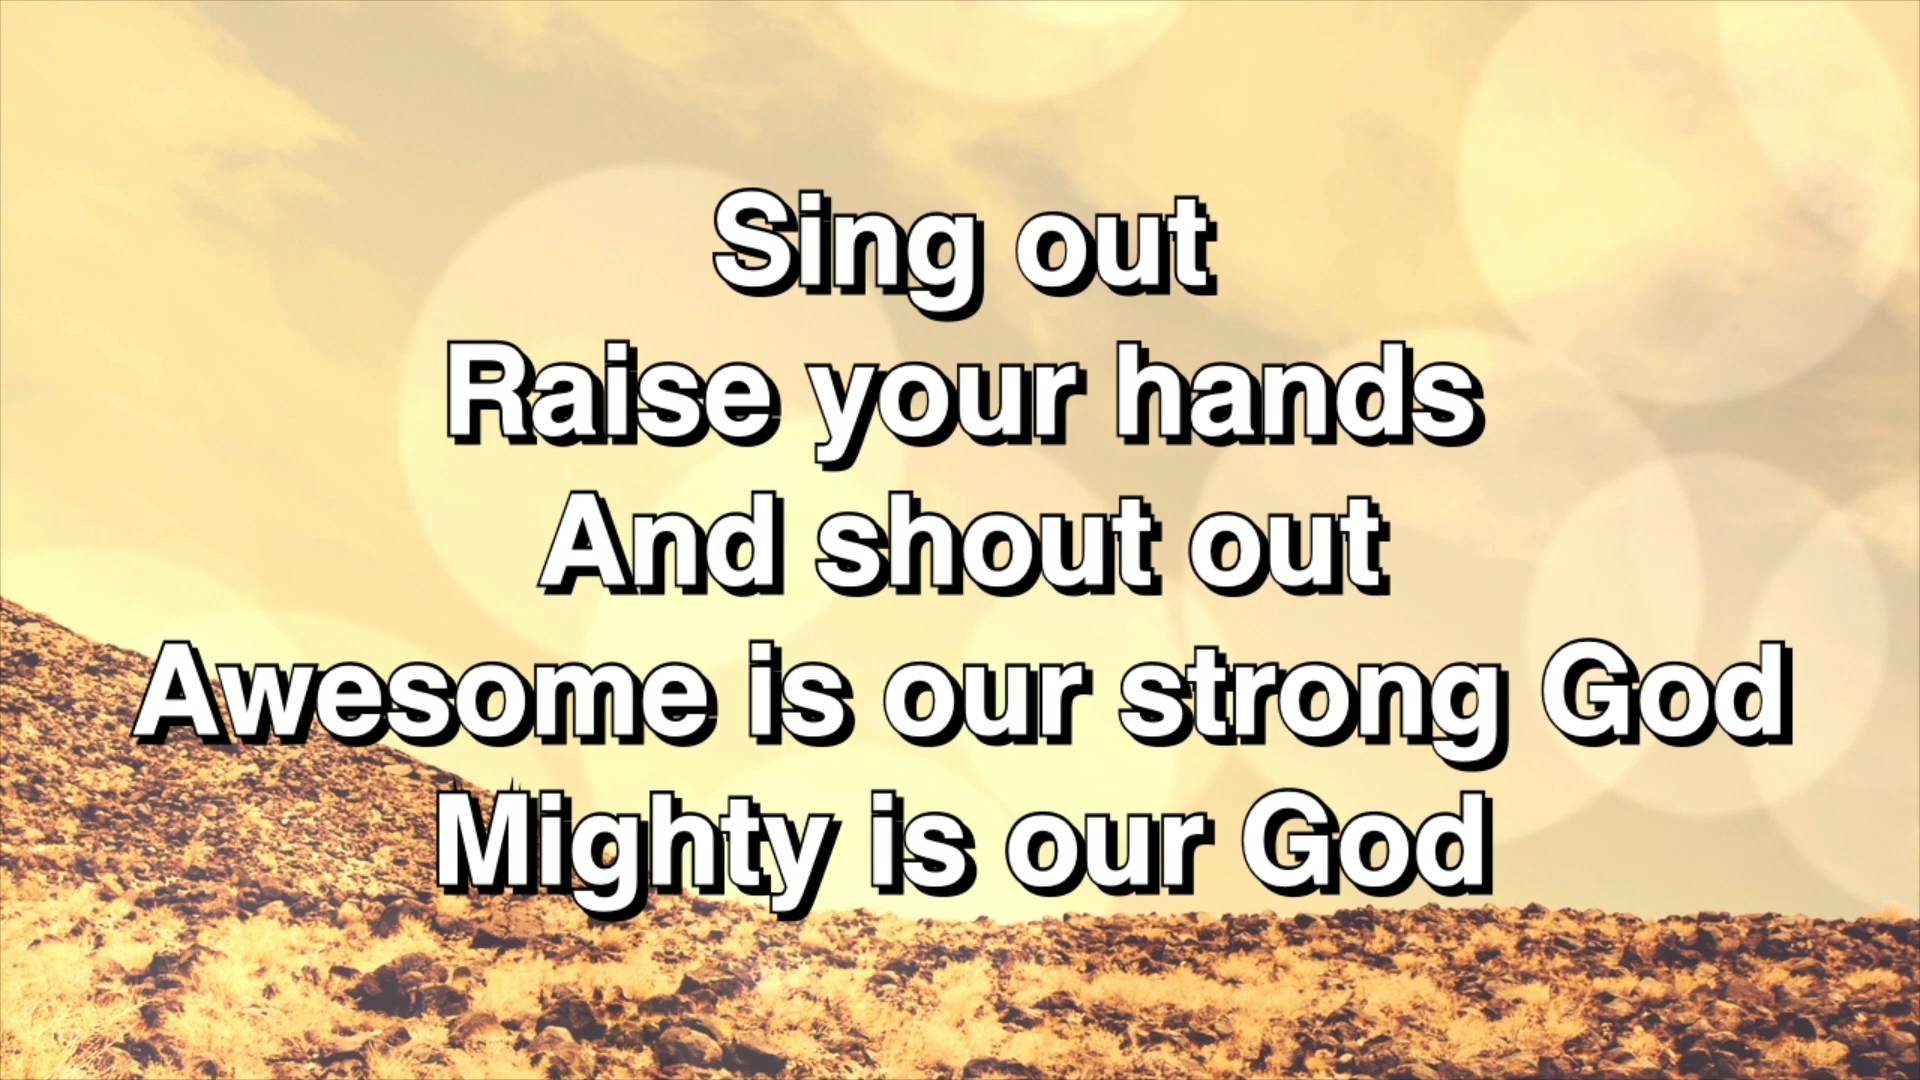 Sing out
Raise your hands
And shout out
Awesome is our strong God
Mighty is our God